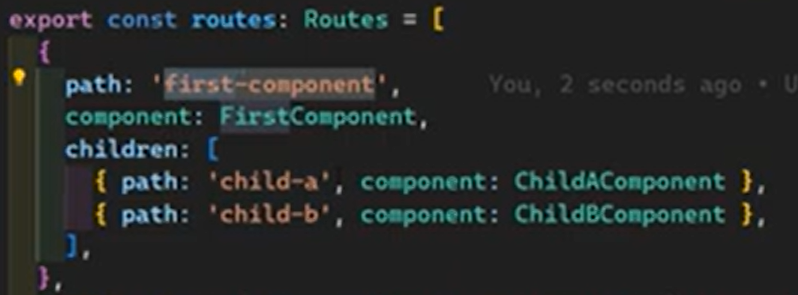 export const routes: Routes = [
{
path: 'first-component', You, 2 seconds ago • U
component: FirstComponent,
children: [
{ path: 'child-a', component: ChildAComponent },
{ path: 'child-b', component: ChildBComponent },
],
},